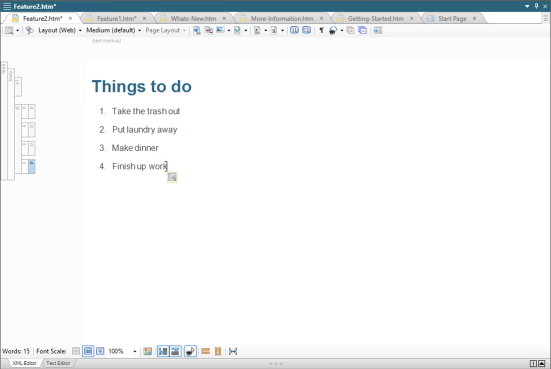 Feature2.htm*
Feature2.htm* Feature1.htm* Whats-New.htm More-Information.htm Getting-Started.htm Start Page
Layout (Web) Medium (default) Page Layout
Things to do
1. Take the trash out
2. Put laundry away
3. Make dinner
4. Finish up work
Words: 15 Font Scale: 100%
XML Editor Text Editor